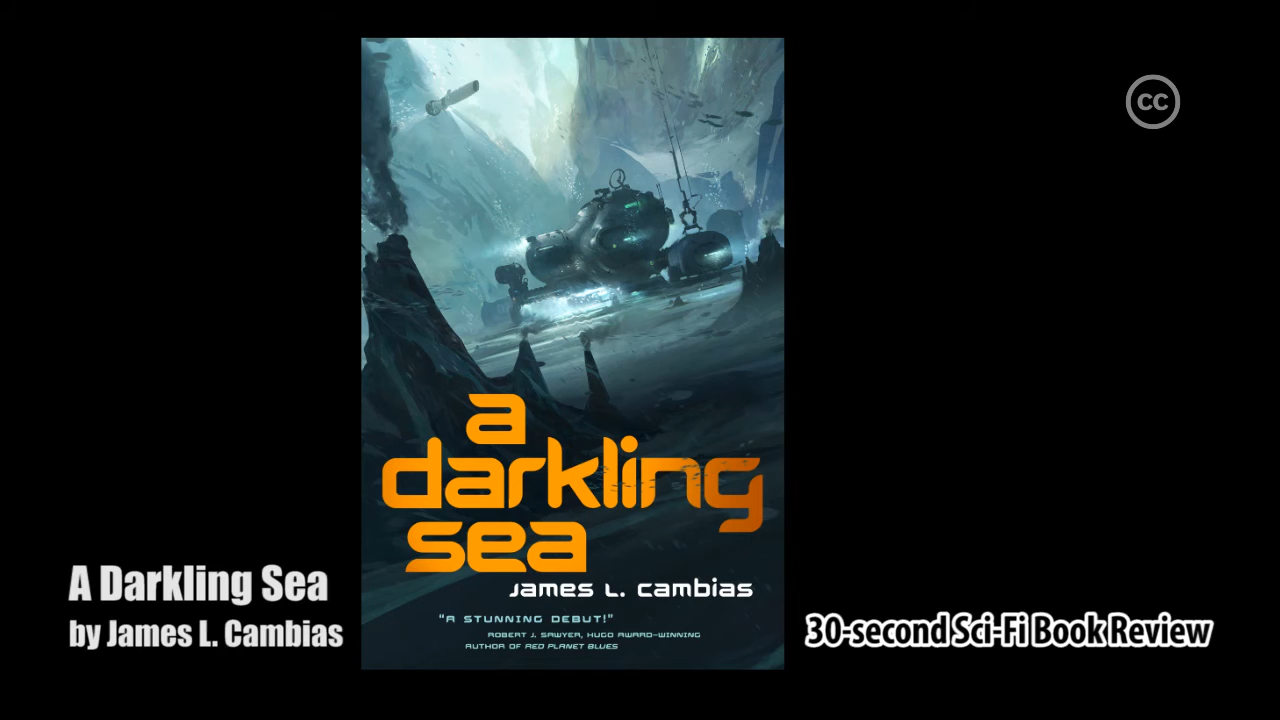 cc
a
darkling
sea
James L. Cambias
"A STUNNING DEBUT!"
ROBERT J. SAWYER, HUGO AWARD-WINNING
AUTHOR OF RED PLANET BLUES
A Darkling Sea
by James L. Cambias
30-second Sci-Fi Book Review